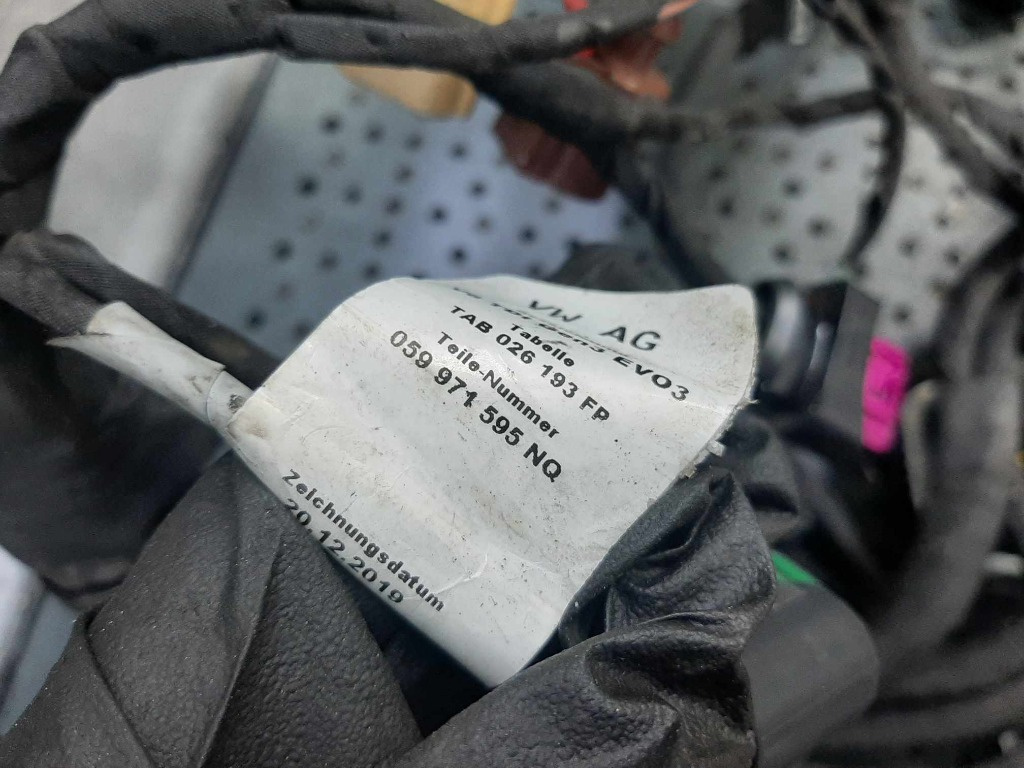 VW AG
EVO3
Tabelle
TAB 026 193 FP
Teile-Nummer
059 971 595 NQ
Zeichnungsdatum
20.12.2019